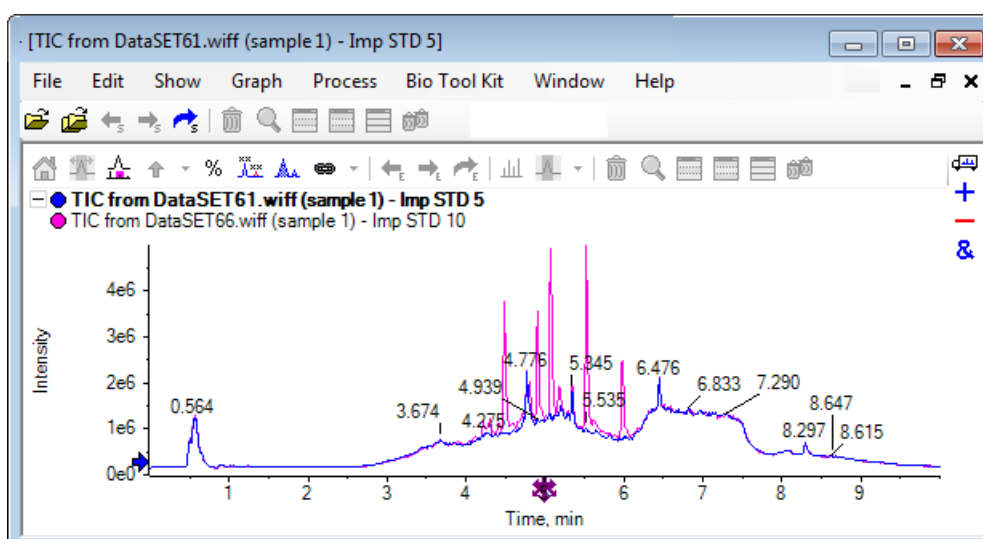 [TIC from DataSET61.wiff (sample 1) - Imp STD 5]
File Edit Show Graph Process Bio Tool Kit Window Help
S S S
% E E E
TIC from DataSET61.wiff (sample 1) - Imp STD 5
TIC from DataSET66.wiff (sample 1) - Imp STD 10
&
Intensity
4e6
3e6
2e6
1e6
0e0
0.564
3.674
4.275
4.939
4.776
5.345
5.535
6.476
6.833
7.290
8.297
8.647
8.615
1 2 3 4 6 7 8 9
Time, min